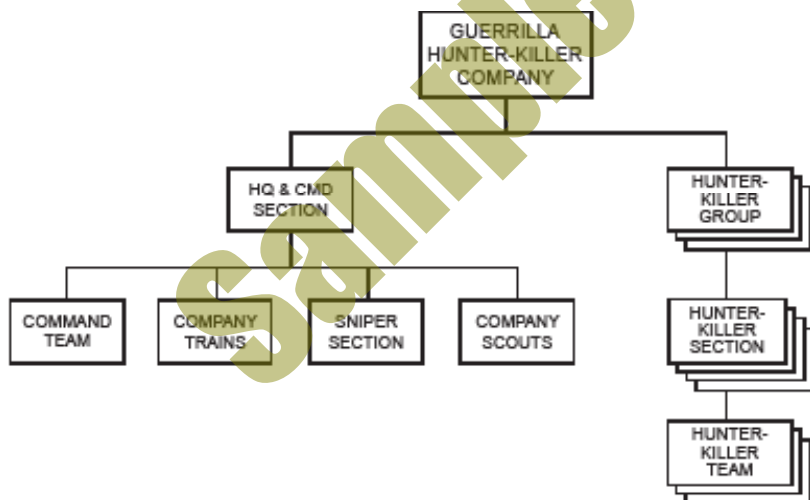 GUERRILLA
HUNTER-KILLER
COMPANY
HQ & CMD
SECTION
HUNTER-
KILLER
GROUP
COMMAND
TEAM
COMPANY
TRAINS
SNIPER
SECTION
COMPANY
SCOUTS
HUNTER-
KILLER
SECTION
HUNTER-
KILLER
TEAM
Sample